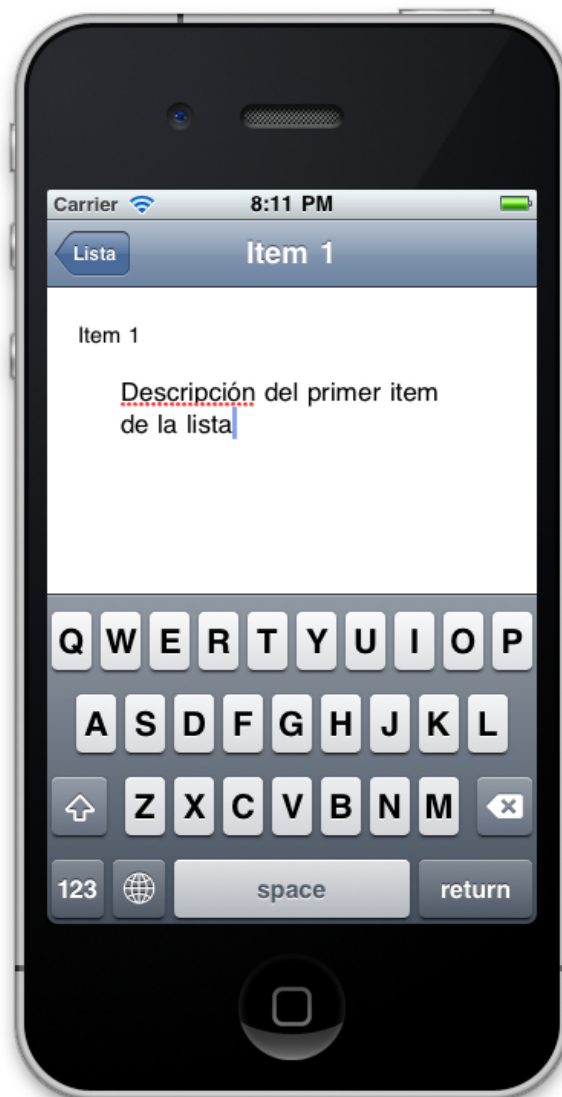 Carrier 8:11 PM
Lista Item 1
Item 1
Descripción del primer item
de la lista
Q W E R T Y U I O P
A S D F G H J K L
Z X C V B N M
123 space return